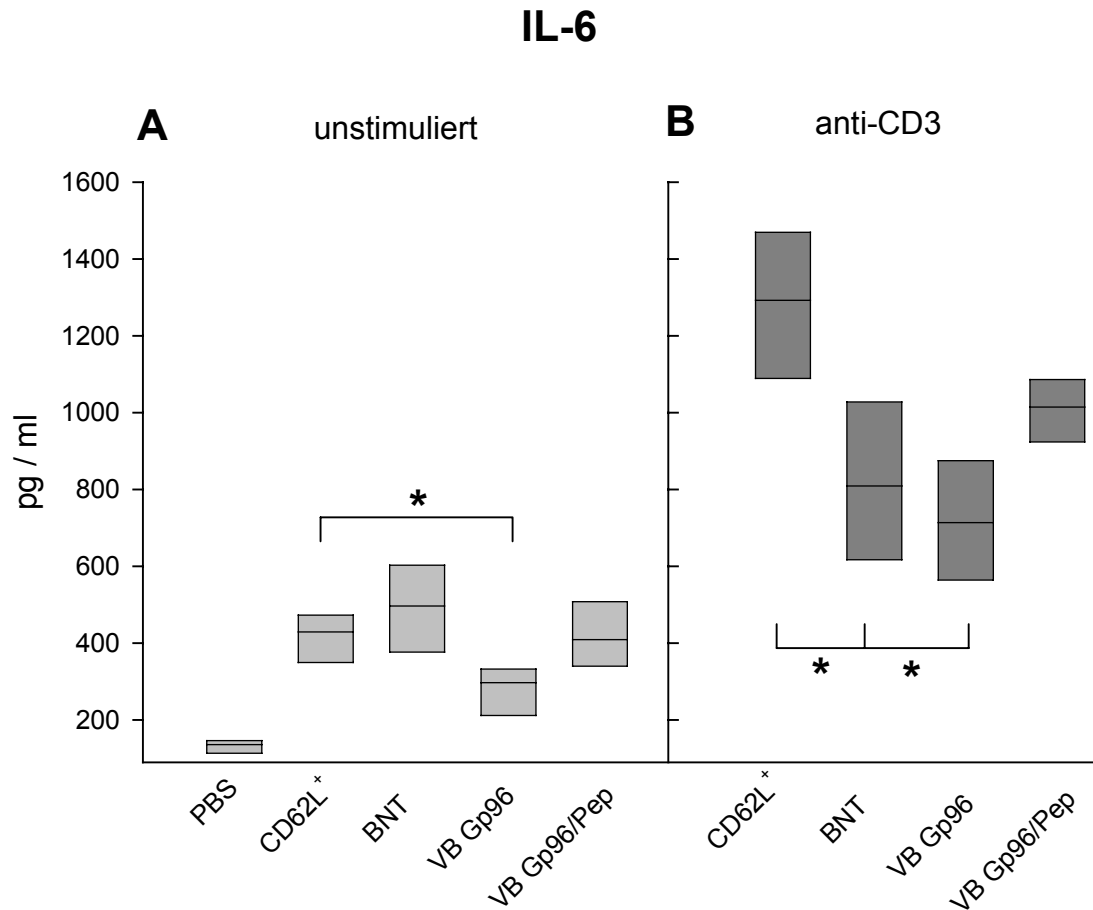 IL-6
A unstimuliert
B anti-CD3
pg / ml
1600
1400
1200
1000
800
600
400
200
*
*
*
PBS
CD62L⁺
BNT
VB Gp96
VB Gp96/Pep
CD62L⁺
BNT
VB Gp96
VB Gp96/Pep